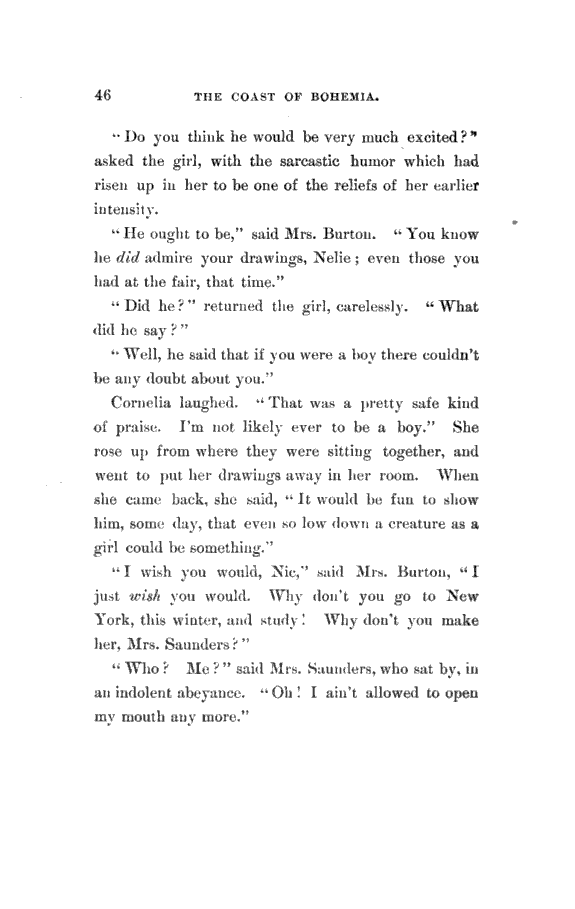 46 THE COAST OF BOHEMIA.
“Do you think he would be very much excited?”
asked the girl, with the sarcastic humor which had
risen up in her to be one of the reliefs of her earlier
intensity.
“He ought to be,” said Mrs. Burton. “You know
he did admire your drawings, Nelie; even those you
had at the fair, that time.”
“Did he?” returned the girl, carelessly. “What
did he say?”
“Well, he said that if you were a boy there couldn’t
be any doubt about you.”
Cornelia laughed. “That was a pretty safe kind
of praise. I’m not likely ever to be a boy.” She
rose up from where they were sitting together, and
went to put her drawings away in her room. When
she came back, she said, “It would be fun to show
him, some day, that even so low down a creature as a
girl could be something.”
“I wish you would, Nie,” said Mrs. Burton, “I
just wish you would. Why don’t you go to New
York, this winter, and study! Why don’t you make
her, Mrs. Saunders?”
“Who? Me?” said Mrs. Saunders, who sat by, in
an indolent abeyance. “Oh! I ain’t allowed to open
my mouth any more.”